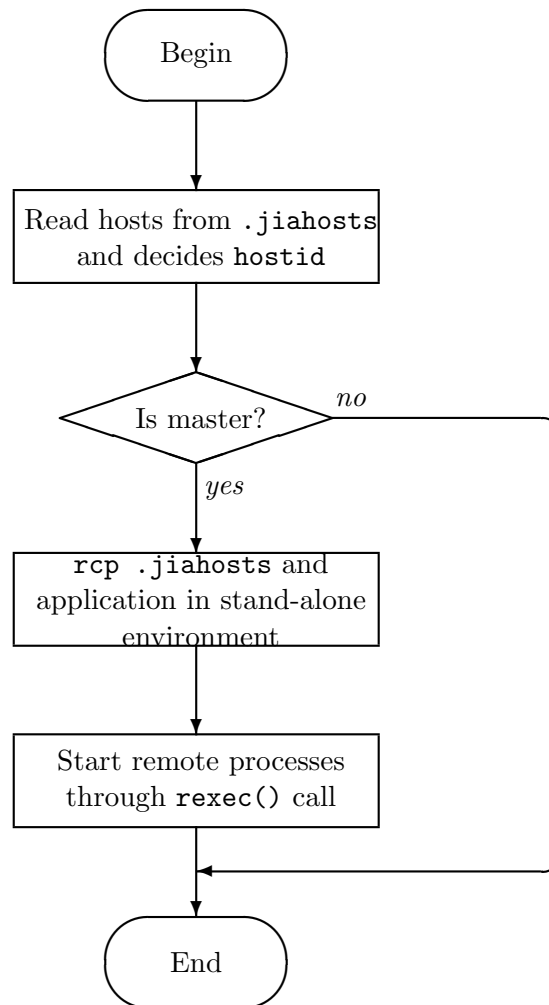 Begin
Read hosts from .jiahosts
and decides hostid
Is master?
no
yes
rcp .jiahosts and
application in stand-alone
environment
Start remote processes
through rexec() call
End